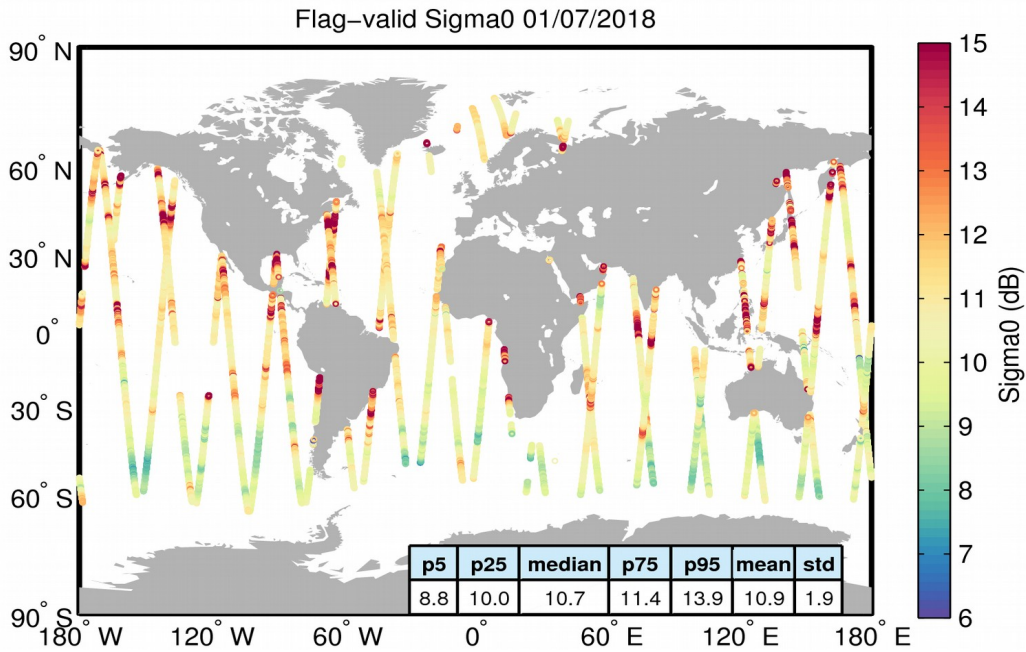 Flag−valid Sigma0 01/07/2018
90° N
60° N
30° N
0°
30° S
60° S
90° S
180° W
120° W
60° W
0°
60° E
120° E
180° E
p5 p25 median p75 p95 mean std
8.8 10.0 10.7 11.4 13.9 10.9 1.9
15
14
13
12
11
10
9
8
7
6
Sigma0 (dB)